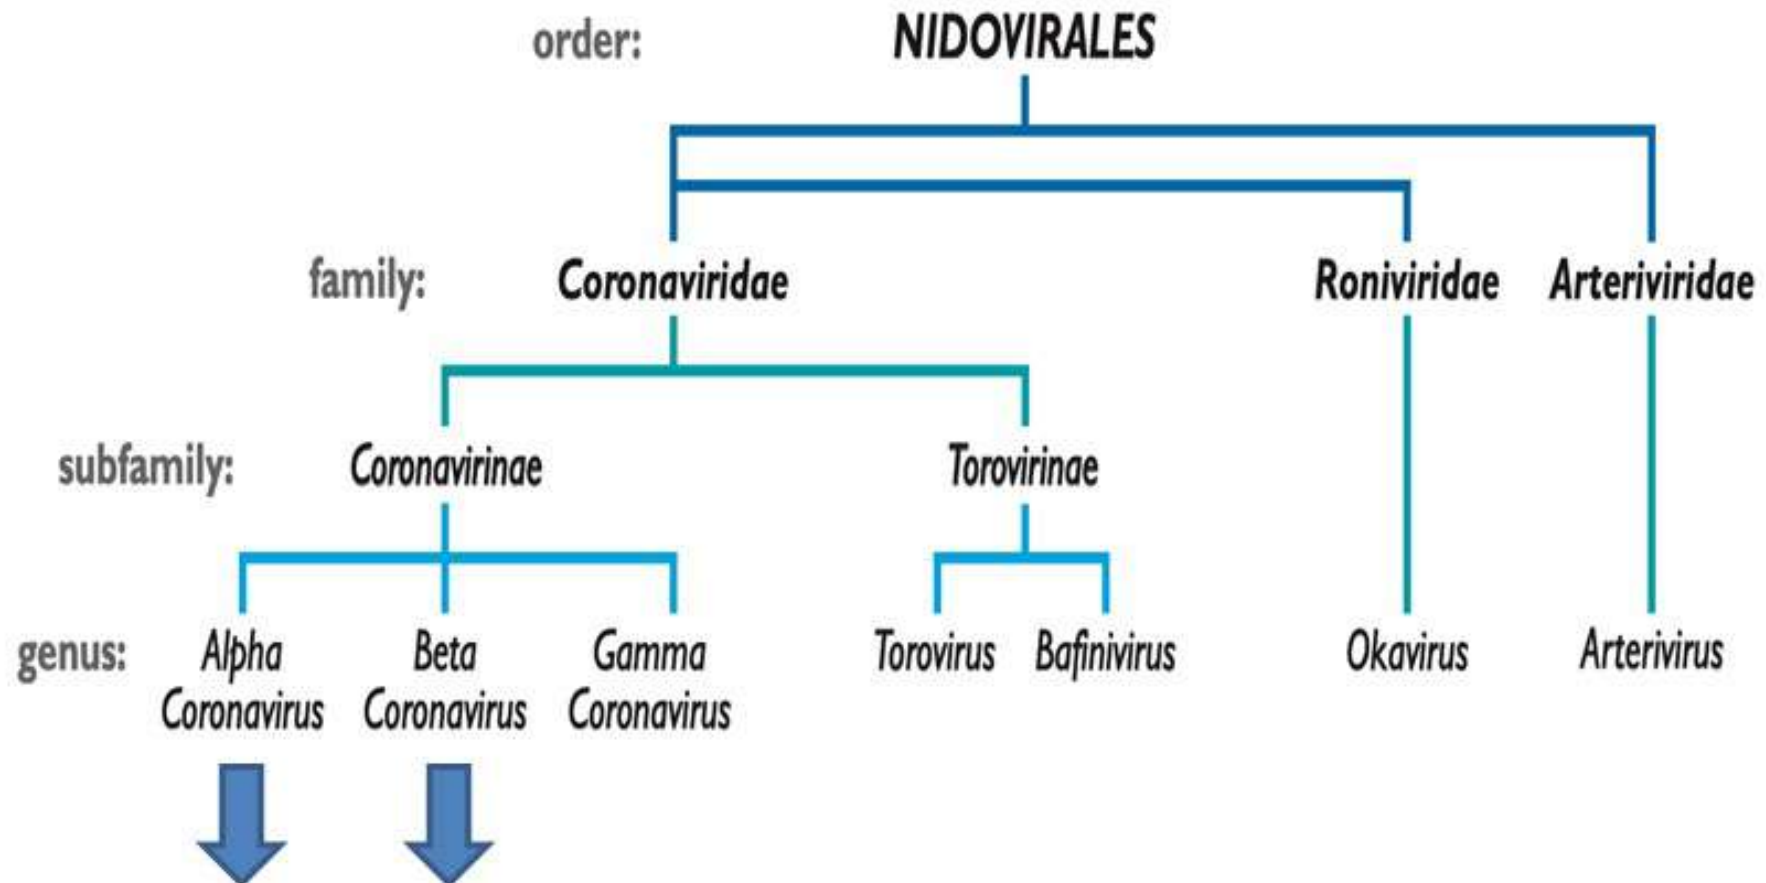 order: NIDOVIRALES
family: Coronaviridae Roniviridae Arteriviridae
subfamily: Coronavirinae Torovirinae
genus: Alpha Beta Gamma Torovirus Bafinivirus Okavirus Arterivirus
Coronavirus Coronavirus Coronavirus